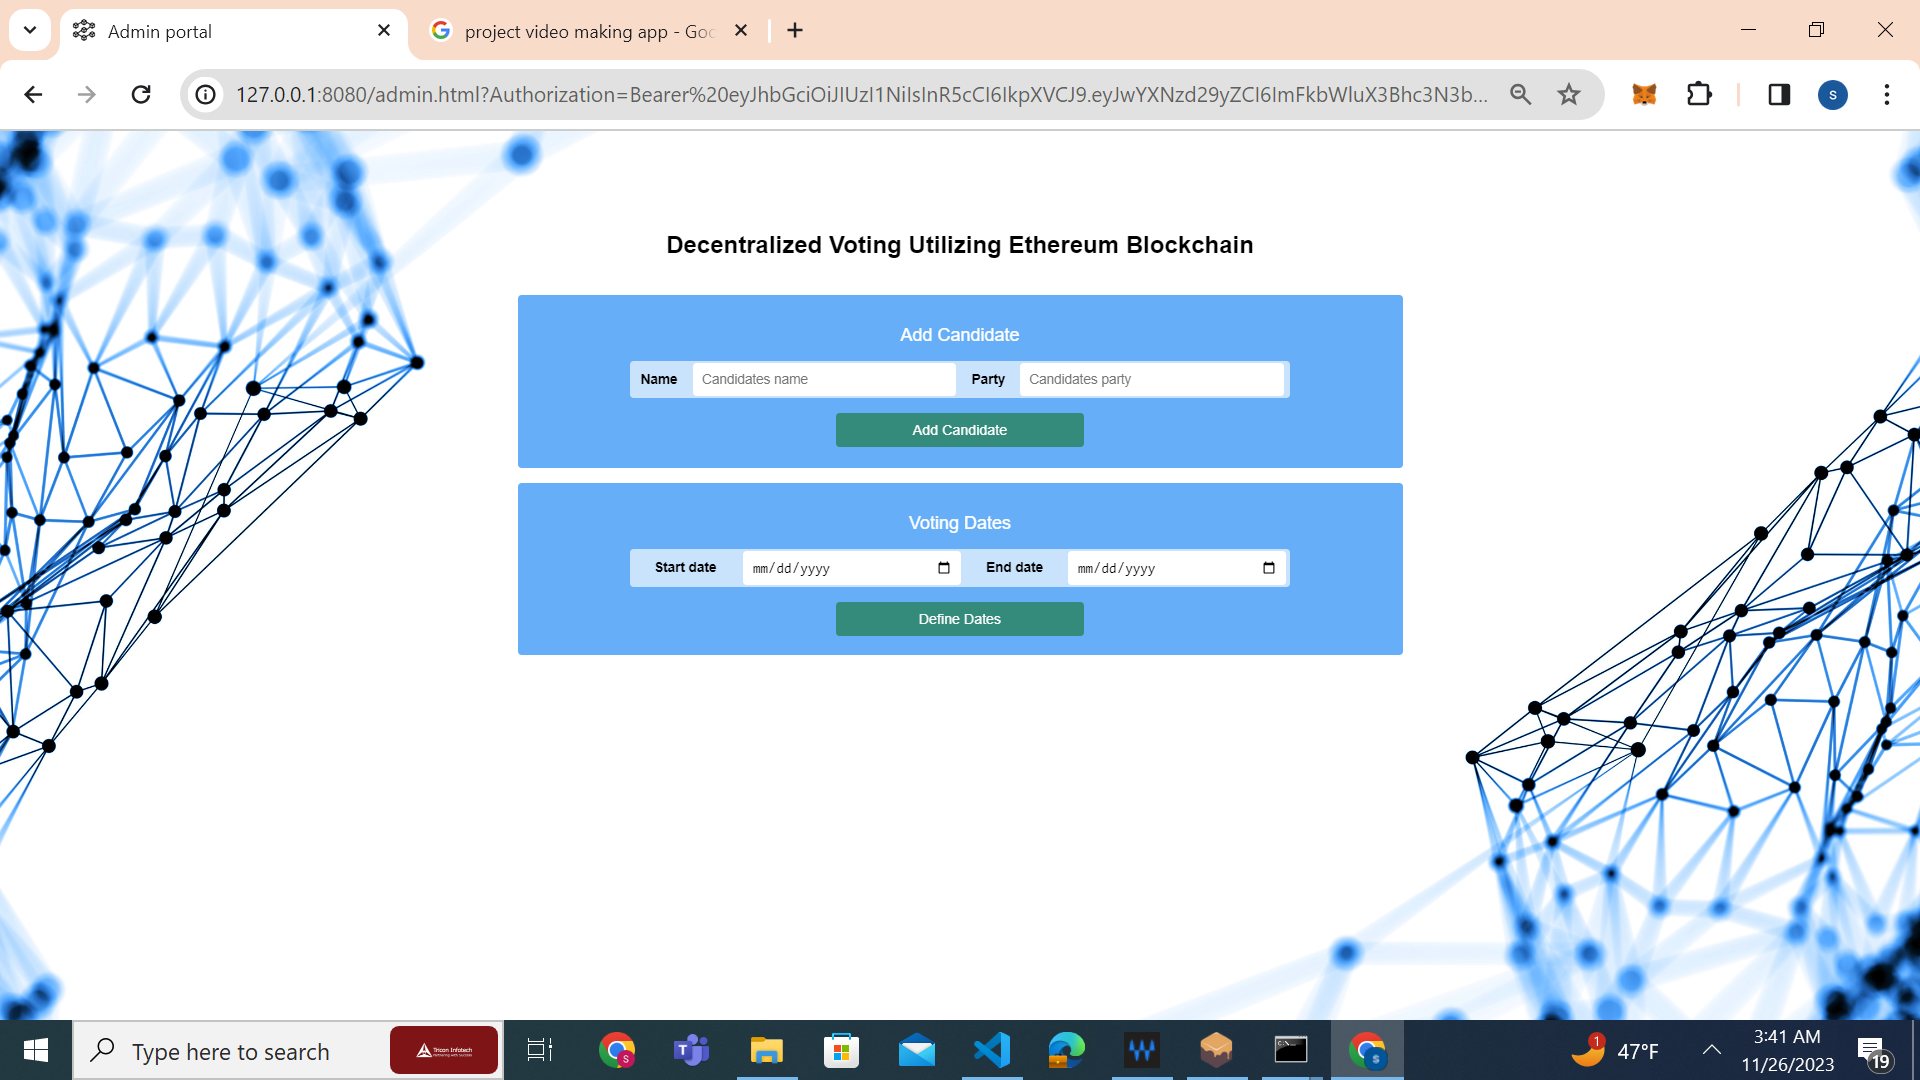 Admin portal
project video making app - Goo
127.0.0.1:8080/admin.html?Authorization=Bearer%20eyJhbGciOiJIUzI1NiIsInR5cCI6IkpXVCJ9.eyJwYXNzd29yZCI6ImFkbWluX3Bhc3N3b...
s
Decentralized Voting Utilizing Ethereum Blockchain
Add Candidate
Name Candidates name Party Candidates party
Add Candidate
Voting Dates
Start date mm/dd/yyyy End date mm/dd/yyyy
Define Dates
Type here to search
Tricon Infotech
1
47°F
3:41 AM
11/26/2023
19